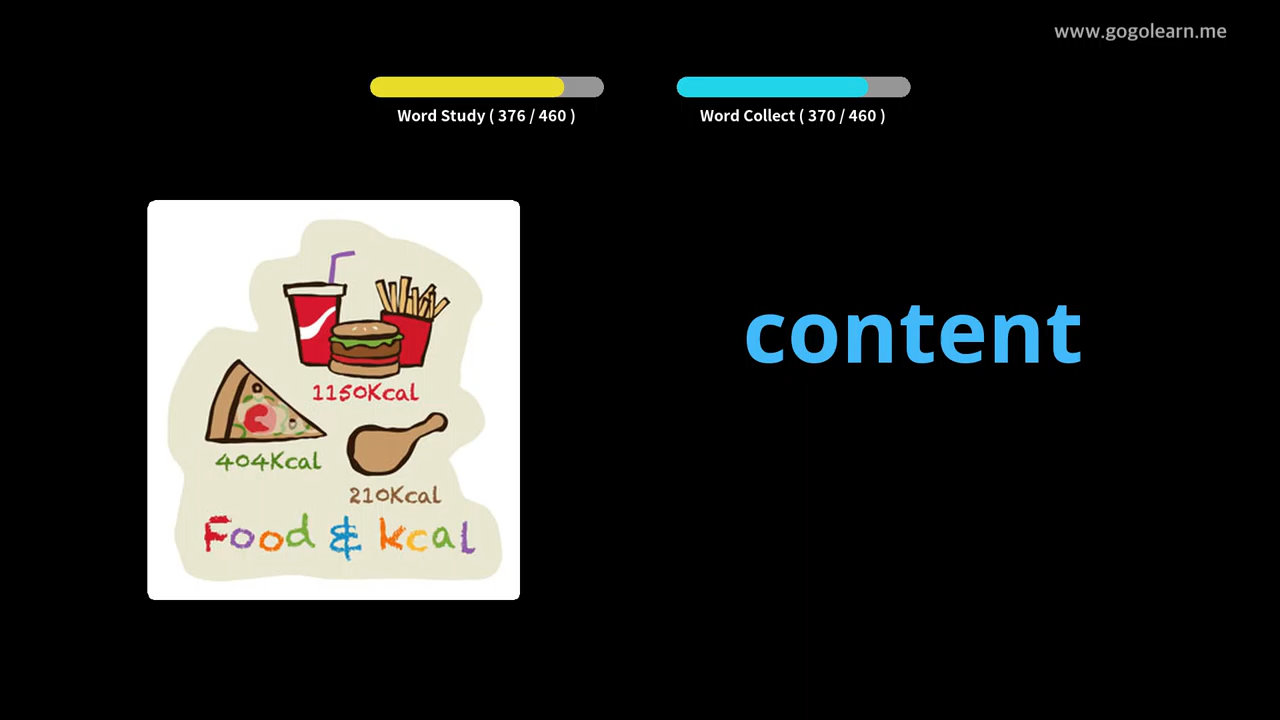 www.gogolearn.me
Word Study ( 376 / 460 )
Word Collect ( 370 / 460 )
1150Kcal
404Kcal
210Kcal
Food & kcal
content